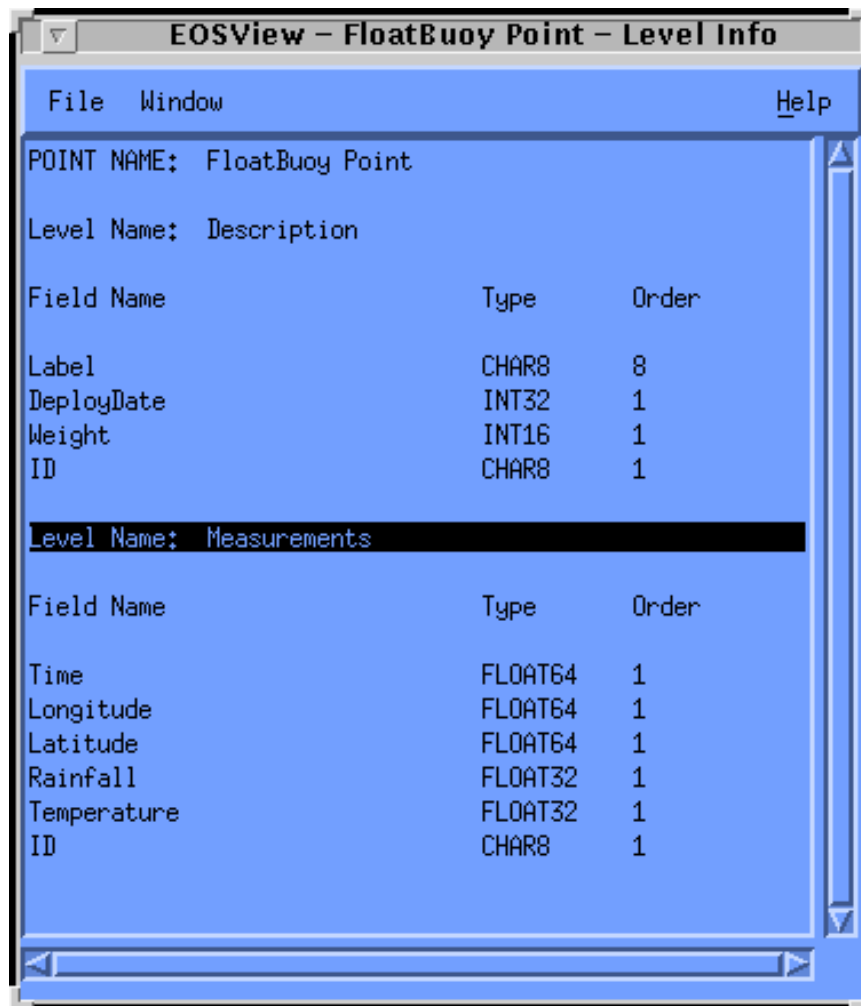 EOSView – FloatBuoy Point – Level Info
File Window Help
POINT NAME: FloatBuoy Point
Level Name: Description
Field Name Type Order
Label CHAR8 8
DeployDate INT32 1
Weight INT16 1
ID CHAR8 1
Level Name: Measurements
Field Name Type Order
Time FLOAT64 1
Longitude FLOAT64 1
Latitude FLOAT64 1
Rainfall FLOAT32 1
Temperature FLOAT32 1
ID CHAR8 1